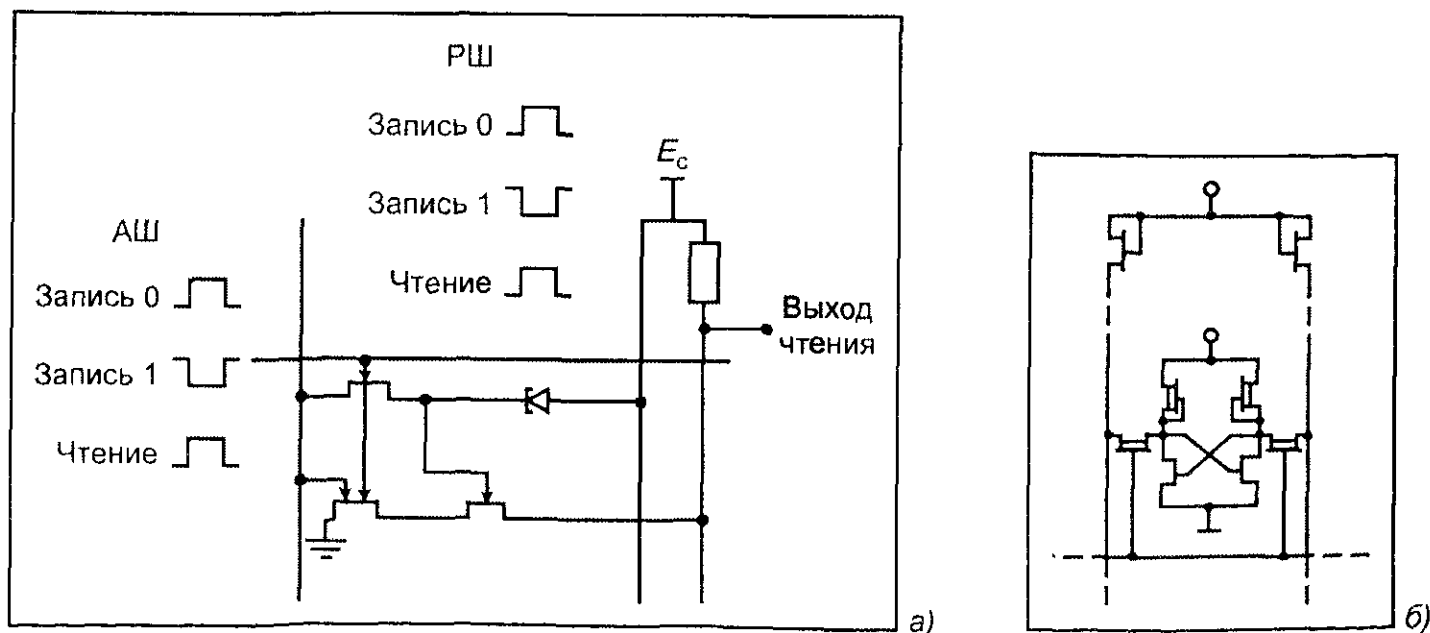 РШ
Запись 0
Запись 1
Чтение
АШ
Запись 0
Запись 1
Чтение
Eс
Выход
чтения
а)
б)